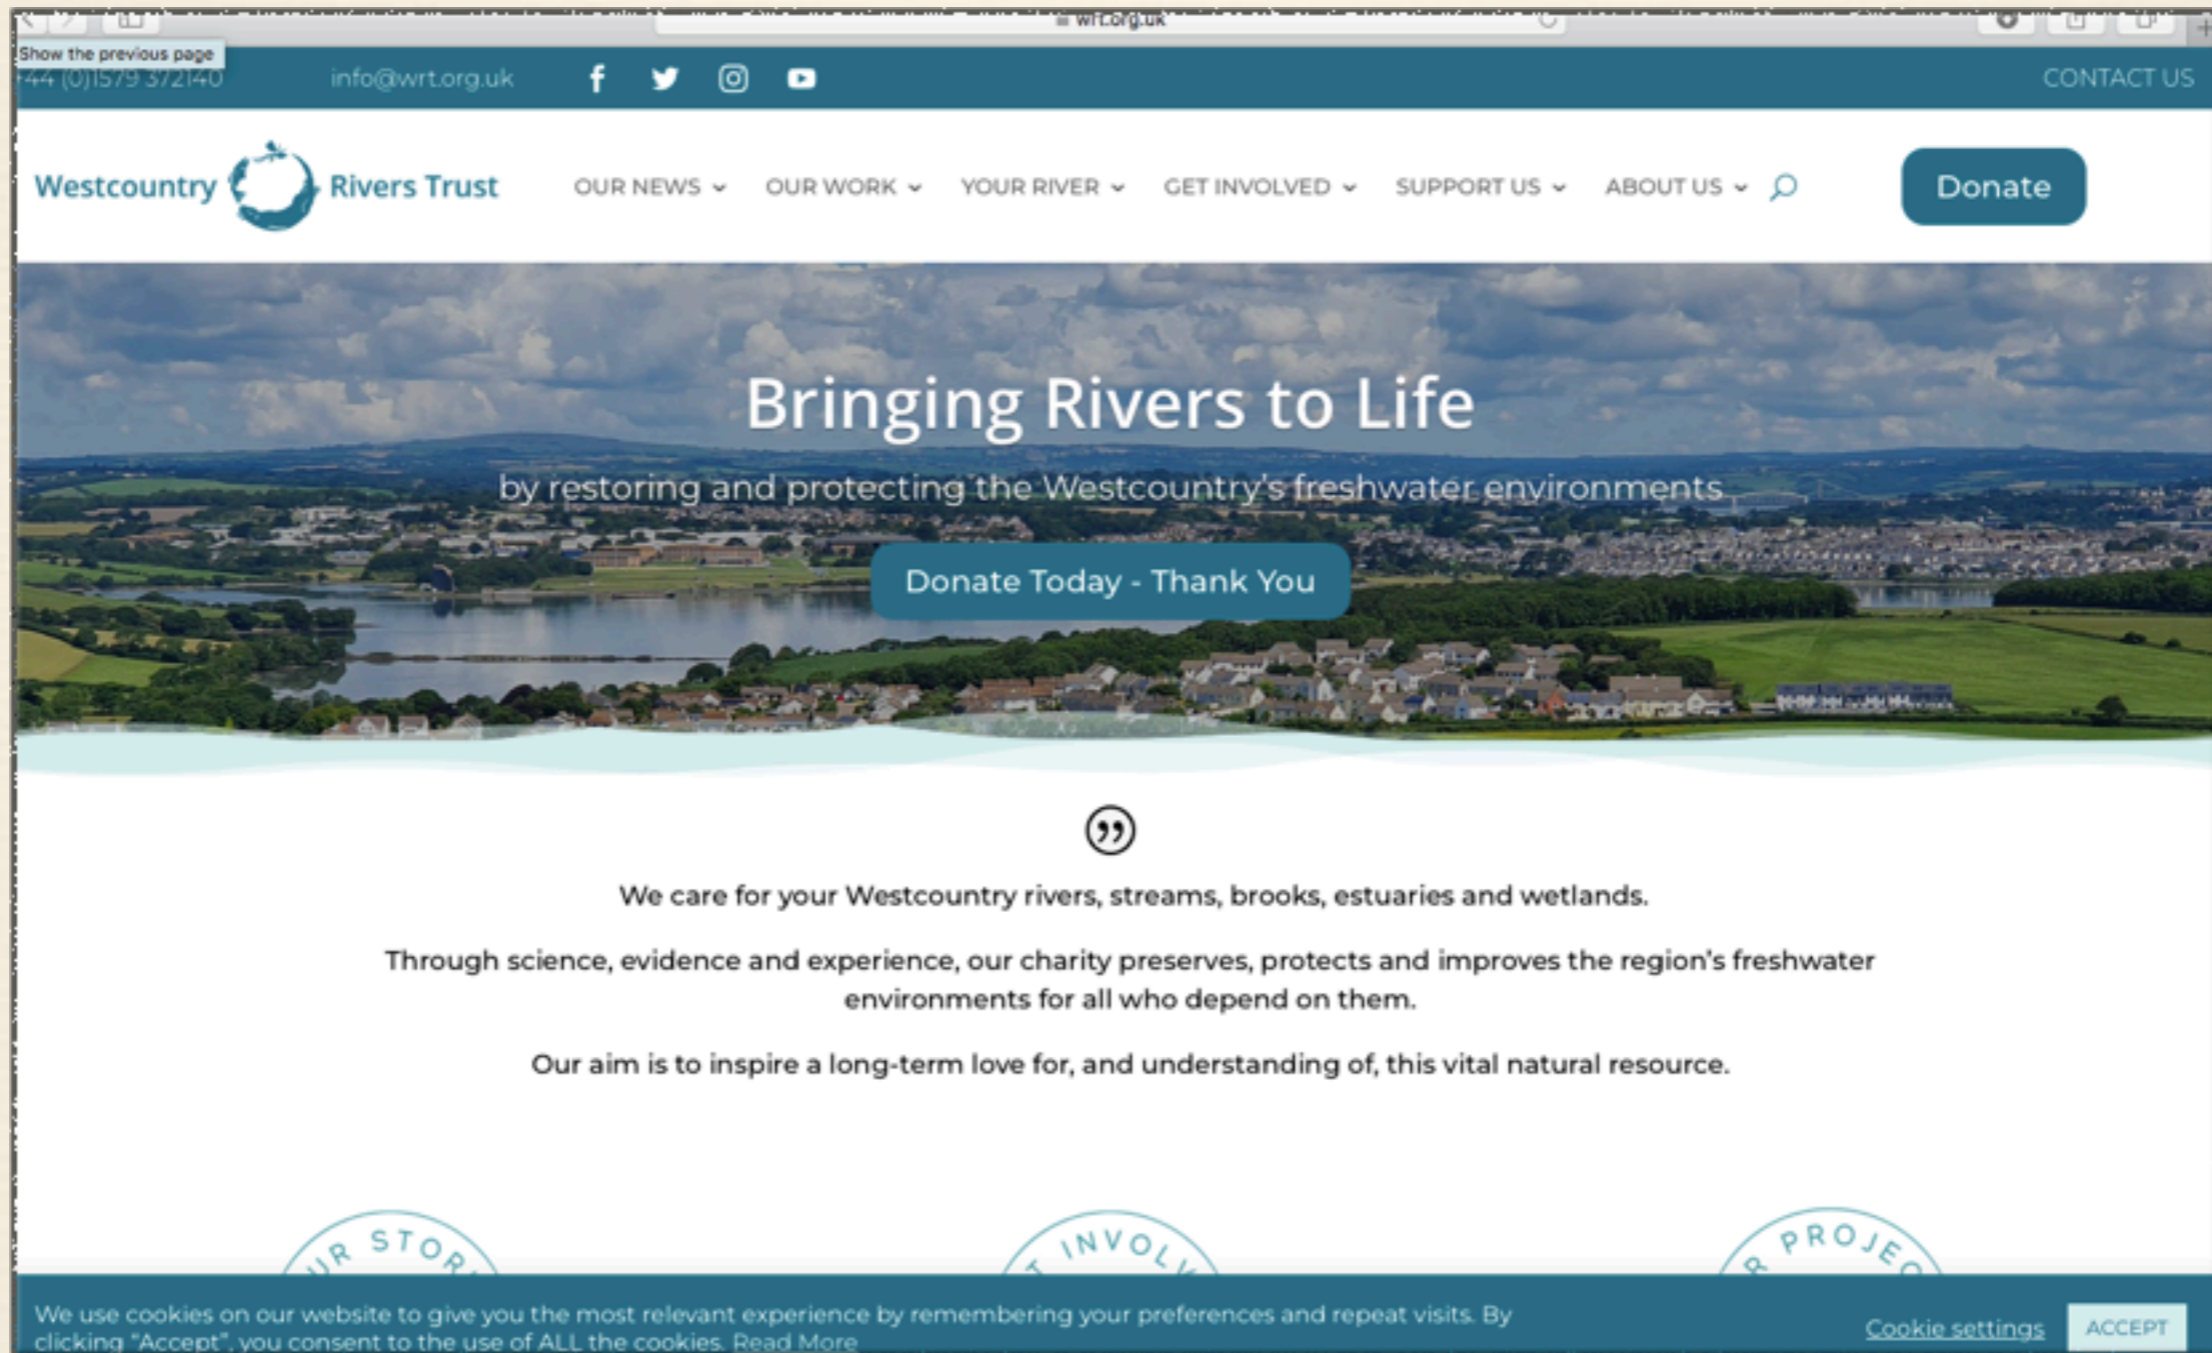 wrt.org.uk
Show the previous page
+44 (0)1579 372140
info@wrt.org.uk
CONTACT US
Westcountry Rivers Trust
OUR NEWS
OUR WORK
YOUR RIVER
GET INVOLVED
SUPPORT US
ABOUT US
Donate
Bringing Rivers to Life
by restoring and protecting the Westcountry's freshwater environments
Donate Today - Thank You
We care for your Westcountry rivers, streams, brooks, estuaries and wetlands.
Through science, evidence and experience, our charity preserves, protects and improves the region's freshwater
environments for all who depend on them.
Our aim is to inspire a long-term love for, and understanding of, this vital natural resource.
We use cookies on our website to give you the most relevant experience by remembering your preferences and repeat visits. By
clicking "Accept", you consent to the use of ALL the cookies. Read More
Cookie settings
ACCEPT